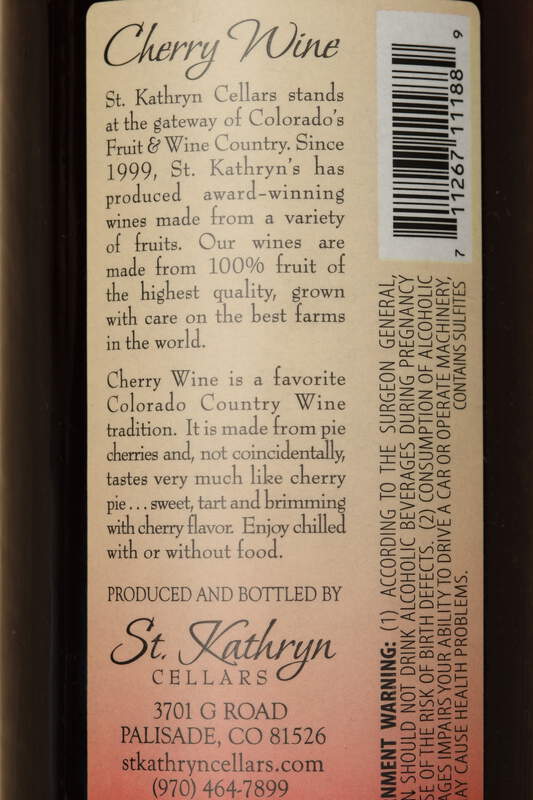 Cherry Wine
St. Kathryn Cellars stands
at the gateway of Colorado's
Fruit & Wine Country. Since
1999, St. Kathryn's has
produced award-winning
wines made from a variety
of fruits. Our wines are
made from 100% fruit of
the highest quality, grown
with care on the best farms
in the world.
Cherry Wine is a favorite
Colorado Country Wine
tradition. It is made from pie
cherries and, not coincidentally,
tastes very much like cherry
pie...sweet, tart and brimming
with cherry flavor. Enjoy chilled
with or without food.
PRODUCED AND BOTTLED BY
St. Kathryn
CELLARS
3701 G ROAD
PALISADE, CO 81526
stkathryncellars.com
(970) 464-7899
7 11267 11188 9
WARNING: (1) ACCORDING TO THE SURGEON GENERAL,
SHOULD NOT DRINK ALCOHOLIC BEVERAGES DURING PREGNANCY
OF THE RISK OF BIRTH DEFECTS. (2) CONSUMPTION OF ALCOHOLIC
IMPAIRS YOUR ABILITY TO DRIVE A CAR OR OPERATE MACHINERY,
CAUSE HEALTH PROBLEMS.
CONTAINS SULFITES